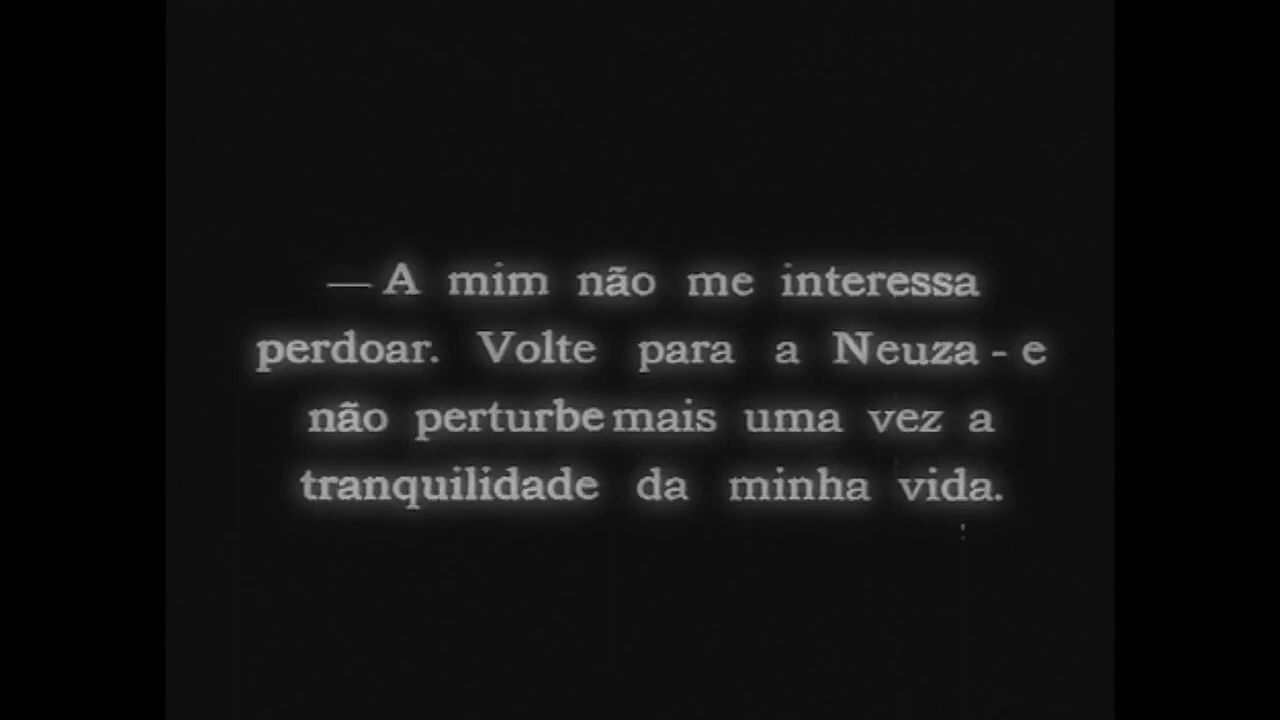 — A mim não me interessa
perdoar. Volte para a Neuza - e
não perturbe mais uma vez a
tranquilidade da minha vida.